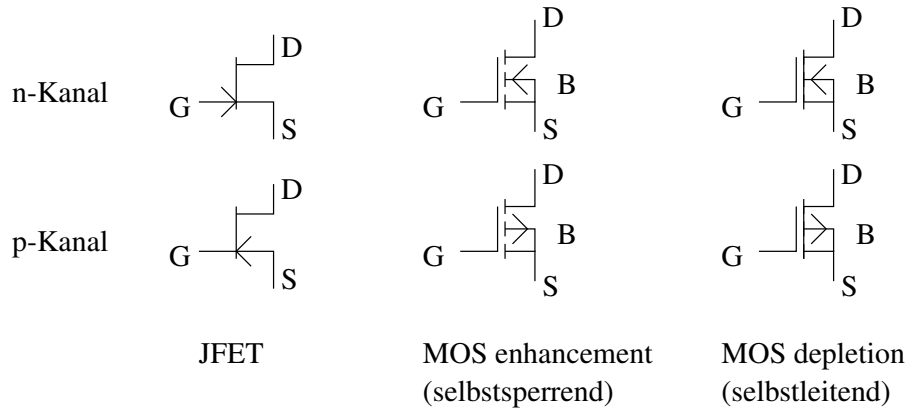 D D D
n-Kanal G B B
G G
S S S
D D D
p-Kanal G B B
G G
S S S
JFET MOS enhancement MOS depletion
(selbstsperrend) (selbstleitend)